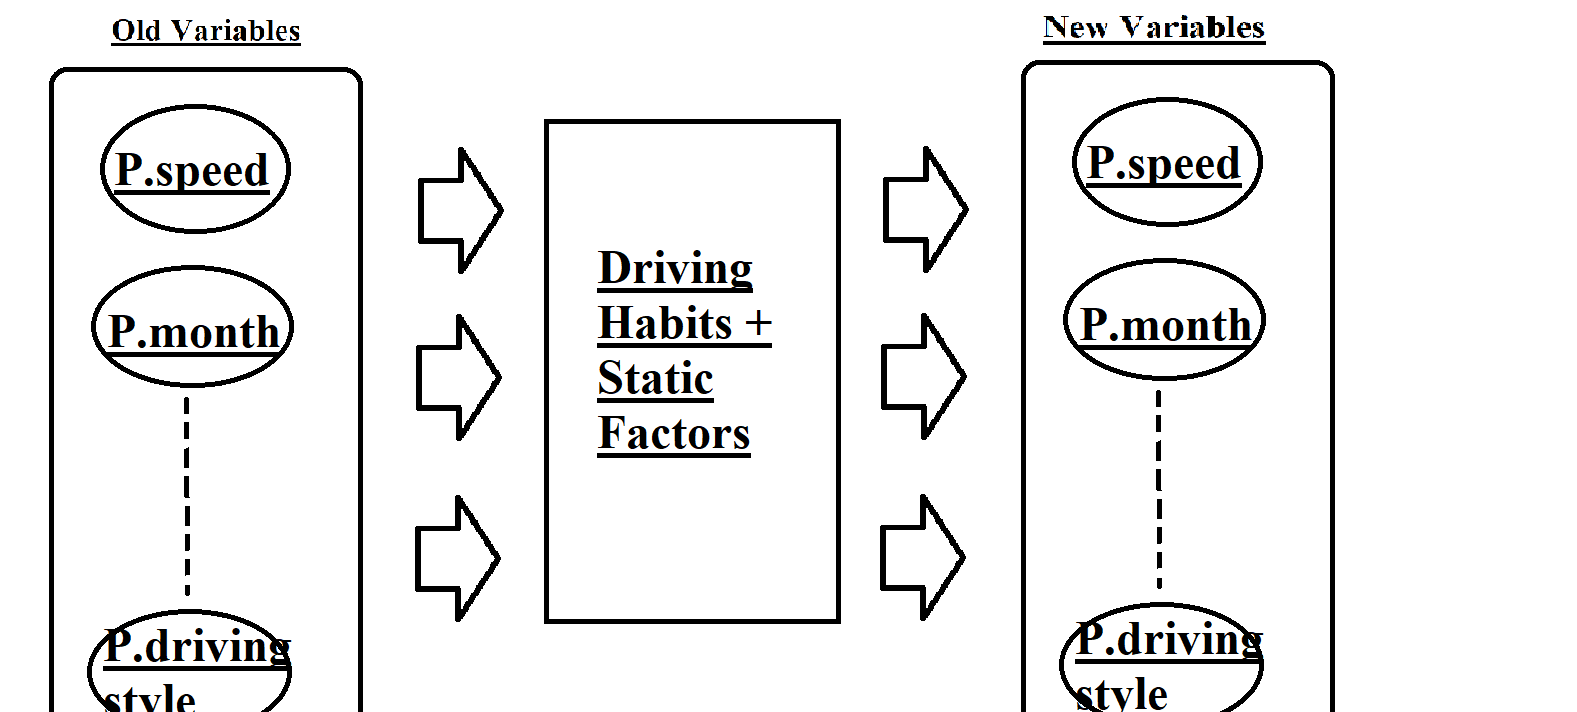 Old Variables
New Variables
P.speed
P.month
P.driving
style
Driving
Habits +
Static
Factors
P.speed
P.month
P.driving
style